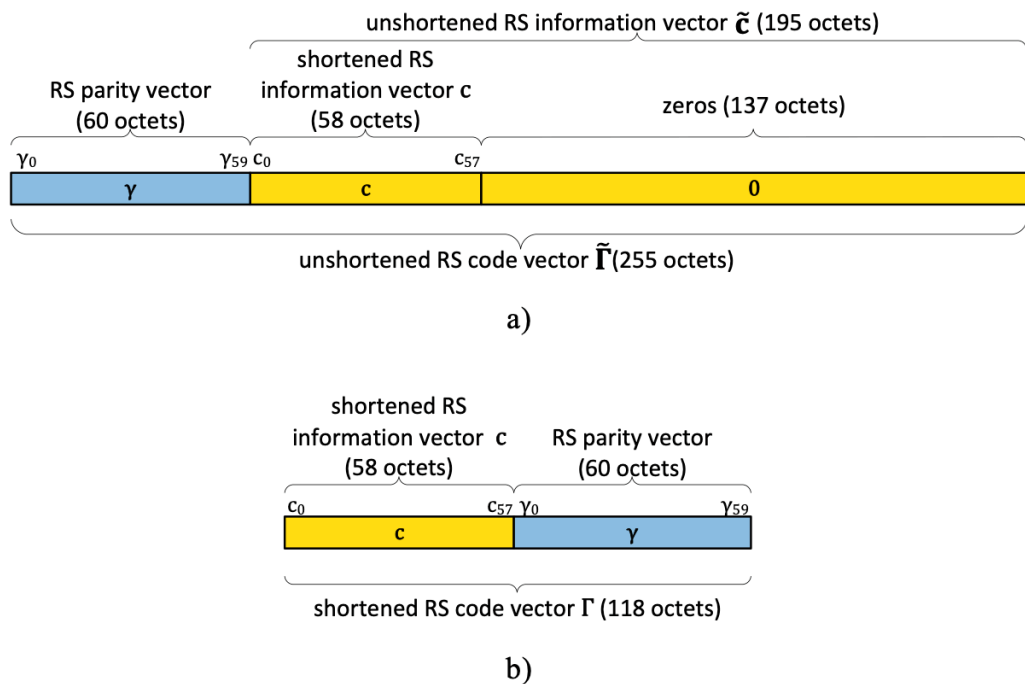 unshortened RS information vector c̃ (195 octets)
shortened RS
information vector c
(58 octets)
RS parity vector
(60 octets)
zeros (137 octets)
γ0 γ59 c0 c57
γ c 0
unshortened RS code vector Γ̃(255 octets)
a)
shortened RS
information vector c
(58 octets)
RS parity vector
(60 octets)
c0 c57 γ0 γ59
c γ
shortened RS code vector Γ (118 octets)
b)